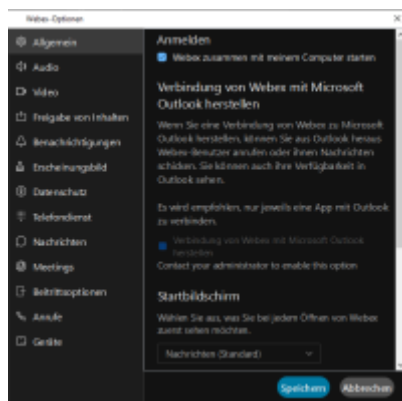 Webex-Optionen
Allgemein
Audio
Video
Freigabe von Inhalten
Benachrichtigungen
Erscheinungsbild
Datenschutz
Telefondienst
Nachrichten
Meetings
Beitrittsoptionen
Anrufe
Geräte
Anmelden
Webex zusammen mit meinem Computer starten
Verbindung von Webex mit Microsoft
Outlook herstellen
Wenn Sie eine Verbindung von Webex zu Microsoft
Outlook herstellen, können Sie aus Outlook heraus
Webex-Benutzer anrufen oder ihnen Nachrichten
schicken. Sie können auch ihre Verfügbarkeit in
Outlook sehen.
Es wird empfohlen, nur jeweils eine App mit Outlook
zu verbinden.
Verbindung von Webex mit Microsoft Outlook
herstellen
Contact your administrator to enable this option
Startbildschirm
Wählen Sie aus, was Sie bei jedem Öffnen von Webex
zuerst sehen möchten.
Nachrichten (Standard)
Speichern
Abbrechen